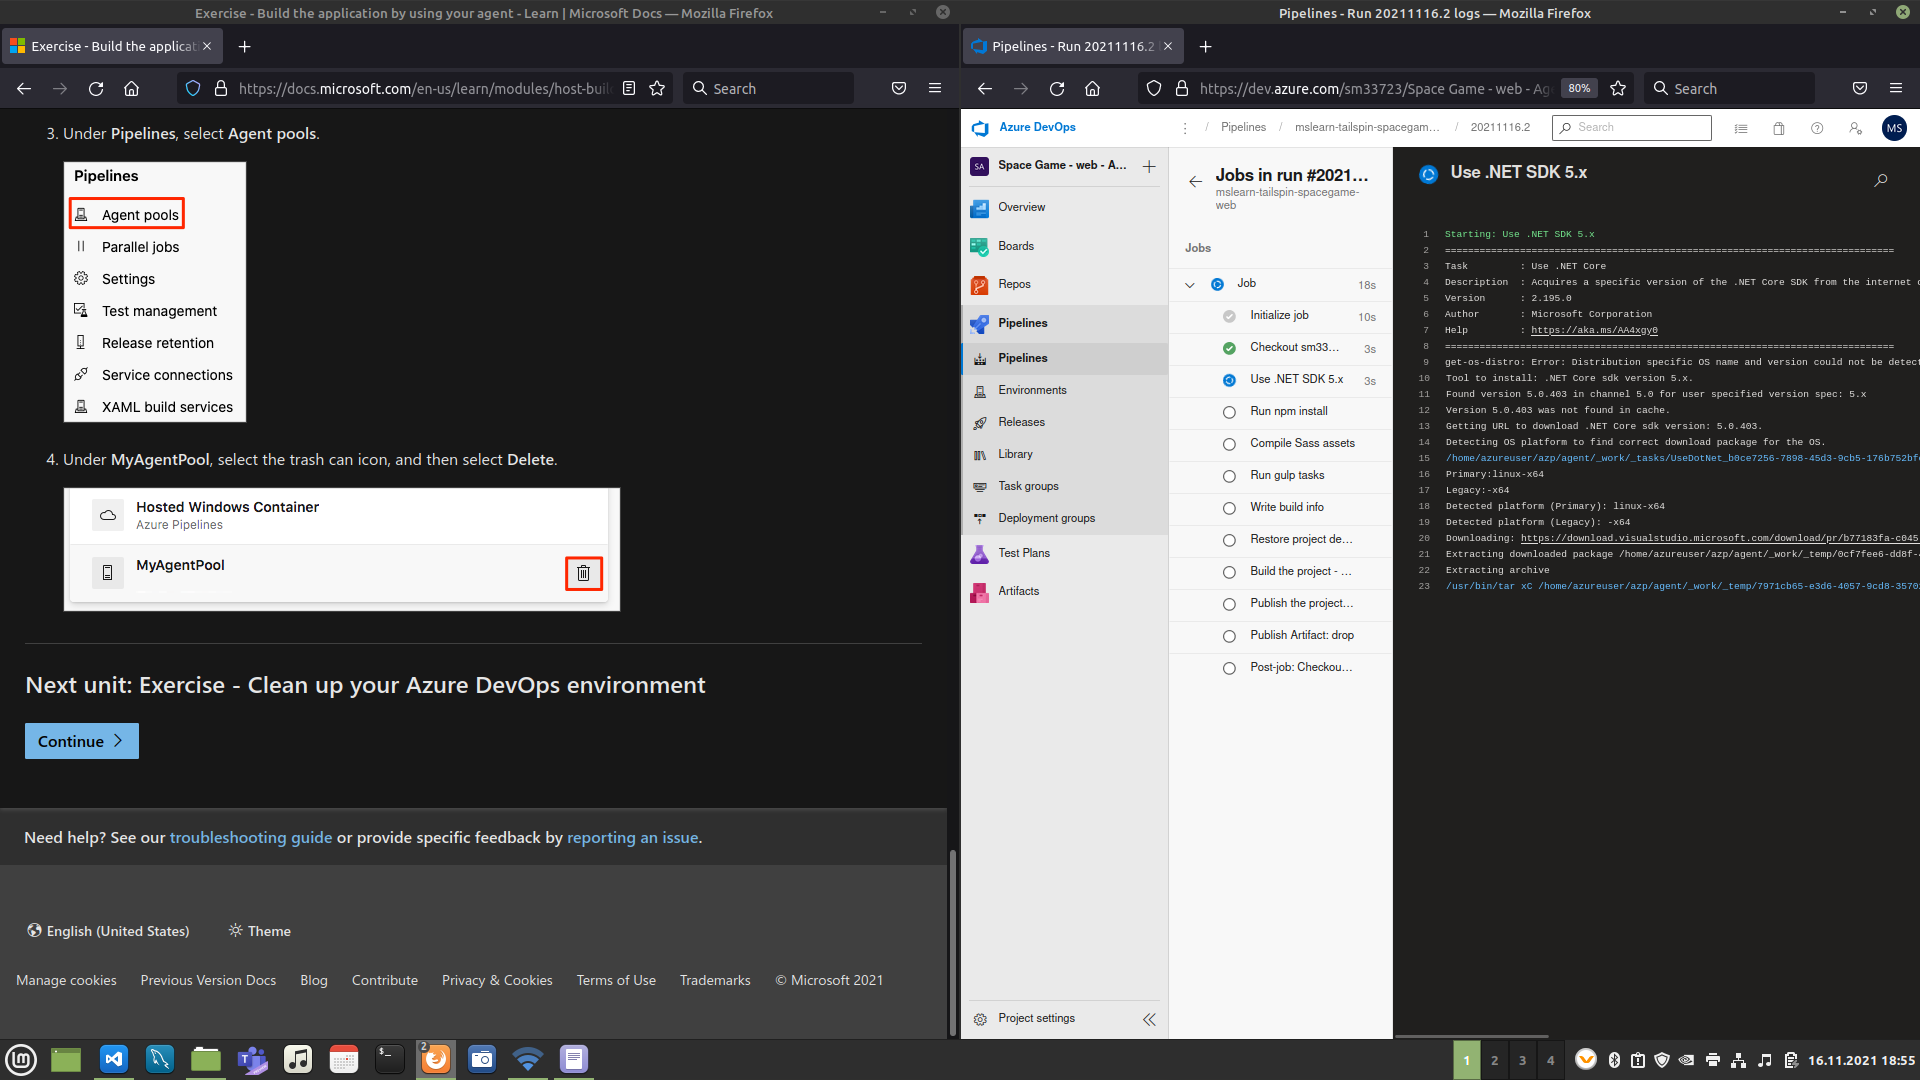 Exercise - Build the application by using your agent - Learn | Microsoft Docs — Mozilla Firefox
Exercise - Build the applicat
https://docs.microsoft.com/en-us/learn/modules/host-buil
Search
3. Under Pipelines, select Agent pools.
Pipelines
Agent pools
Parallel jobs
Settings
Test management
Release retention
Service connections
XAML build services
4. Under MyAgentPool, select the trash can icon, and then select Delete.
Hosted Windows Container
Azure Pipelines
MyAgentPool
Next unit: Exercise - Clean up your Azure DevOps environment
Continue
Need help? See our troubleshooting guide or provide specific feedback by reporting an issue.
English (United States)
Theme
Manage cookies
Previous Version Docs
Blog
Contribute
Privacy & Cookies
Terms of Use
Trademarks
© Microsoft 2021
Pipelines - Run 20211116.2 logs — Mozilla Firefox
Pipelines - Run 20211116.2 l
https://dev.azure.com/sm33723/Space Game - web - Age
80%
Search
Azure DevOps
/ Pipelines / mslearn-tailspin-spacegam... / 20211116.2
Search
MS
SA
Space Game - web - A...
Overview
Boards
Repos
Pipelines
Pipelines
Environments
Releases
Library
Task groups
Deployment groups
Test Plans
Artifacts
Project settings
Jobs in run #2021...
mslearn-tailspin-spacegame-
web
Jobs
Job 18s
Initialize job 10s
Checkout sm33... 3s
Use .NET SDK 5.x 3s
Run npm install
Compile Sass assets
Run gulp tasks
Write build info
Restore project de...
Build the project - ...
Publish the project...
Publish Artifact: drop
Post-job: Checkou...
Use .NET SDK 5.x
1 Starting: Use .NET SDK 5.x
2 ==============================================================================
3 Task : Use .NET Core
4 Description : Acquires a specific version of the .NET Core SDK from the internet o
5 Version : 2.195.0
6 Author : Microsoft Corporation
7 Help : https://aka.ms/AA4xgy0
8 ==============================================================================
9 get-os-distro: Error: Distribution specific OS name and version could not be detect
10 Tool to install: .NET Core sdk version 5.x.
11 Found version 5.0.403 in channel 5.0 for user specified version spec: 5.x
12 Version 5.0.403 was not found in cache.
13 Getting URL to download .NET Core sdk version: 5.0.403.
14 Detecting OS platform to find correct download package for the OS.
15 /home/azureuser/azp/agent/_work/_tasks/UseDotNet_b0ce7256-7898-45d3-9cb5-176b752bfe
16 Primary:linux-x64
17 Legacy:-x64
18 Detected platform (Primary): linux-x64
19 Detected platform (Legacy): -x64
20 Downloading: https://download.visualstudio.microsoft.com/download/pr/b77183fa-c045
21 Extracting downloaded package /home/azureuser/azp/agent/_work/_temp/0cf7fee6-dd8f-
22 Extracting archive
23 /usr/bin/tar xC /home/azureuser/azp/agent/_work/_temp/7971cb65-e3d6-4057-9cd8-3570
2
1 2 3 4
16.11.2021 18:55